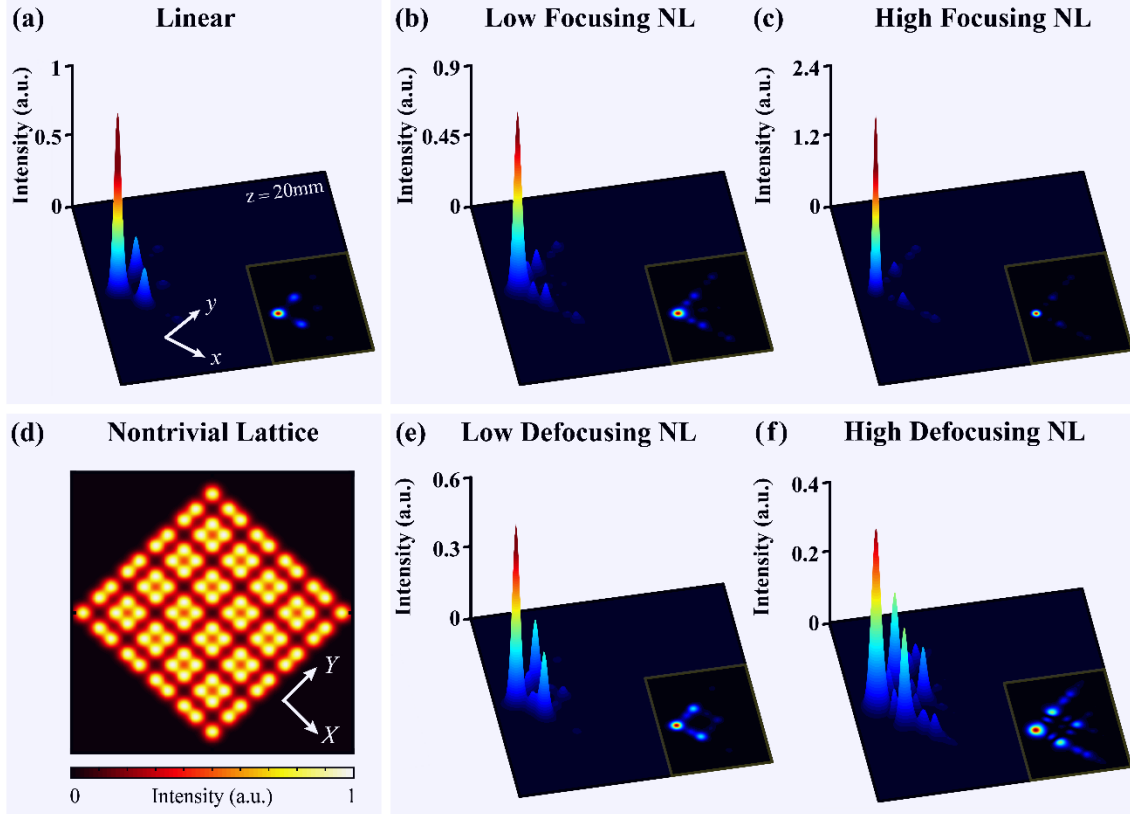 (a) Linear
Intensity (a.u.)
1
0.5
0
z = 20mm
y
x
(b) Low Focusing NL
Intensity (a.u.)
0.9
0.45
0
(c) High Focusing NL
Intensity (a.u.)
2.4
1.2
0
(d) Nontrivial Lattice
Y
X
0 Intensity (a.u.) 1
(e) Low Defocusing NL
Intensity (a.u.)
0.6
0.3
0
(f) High Defocusing NL
Intensity (a.u.)
0.4
0.2
0